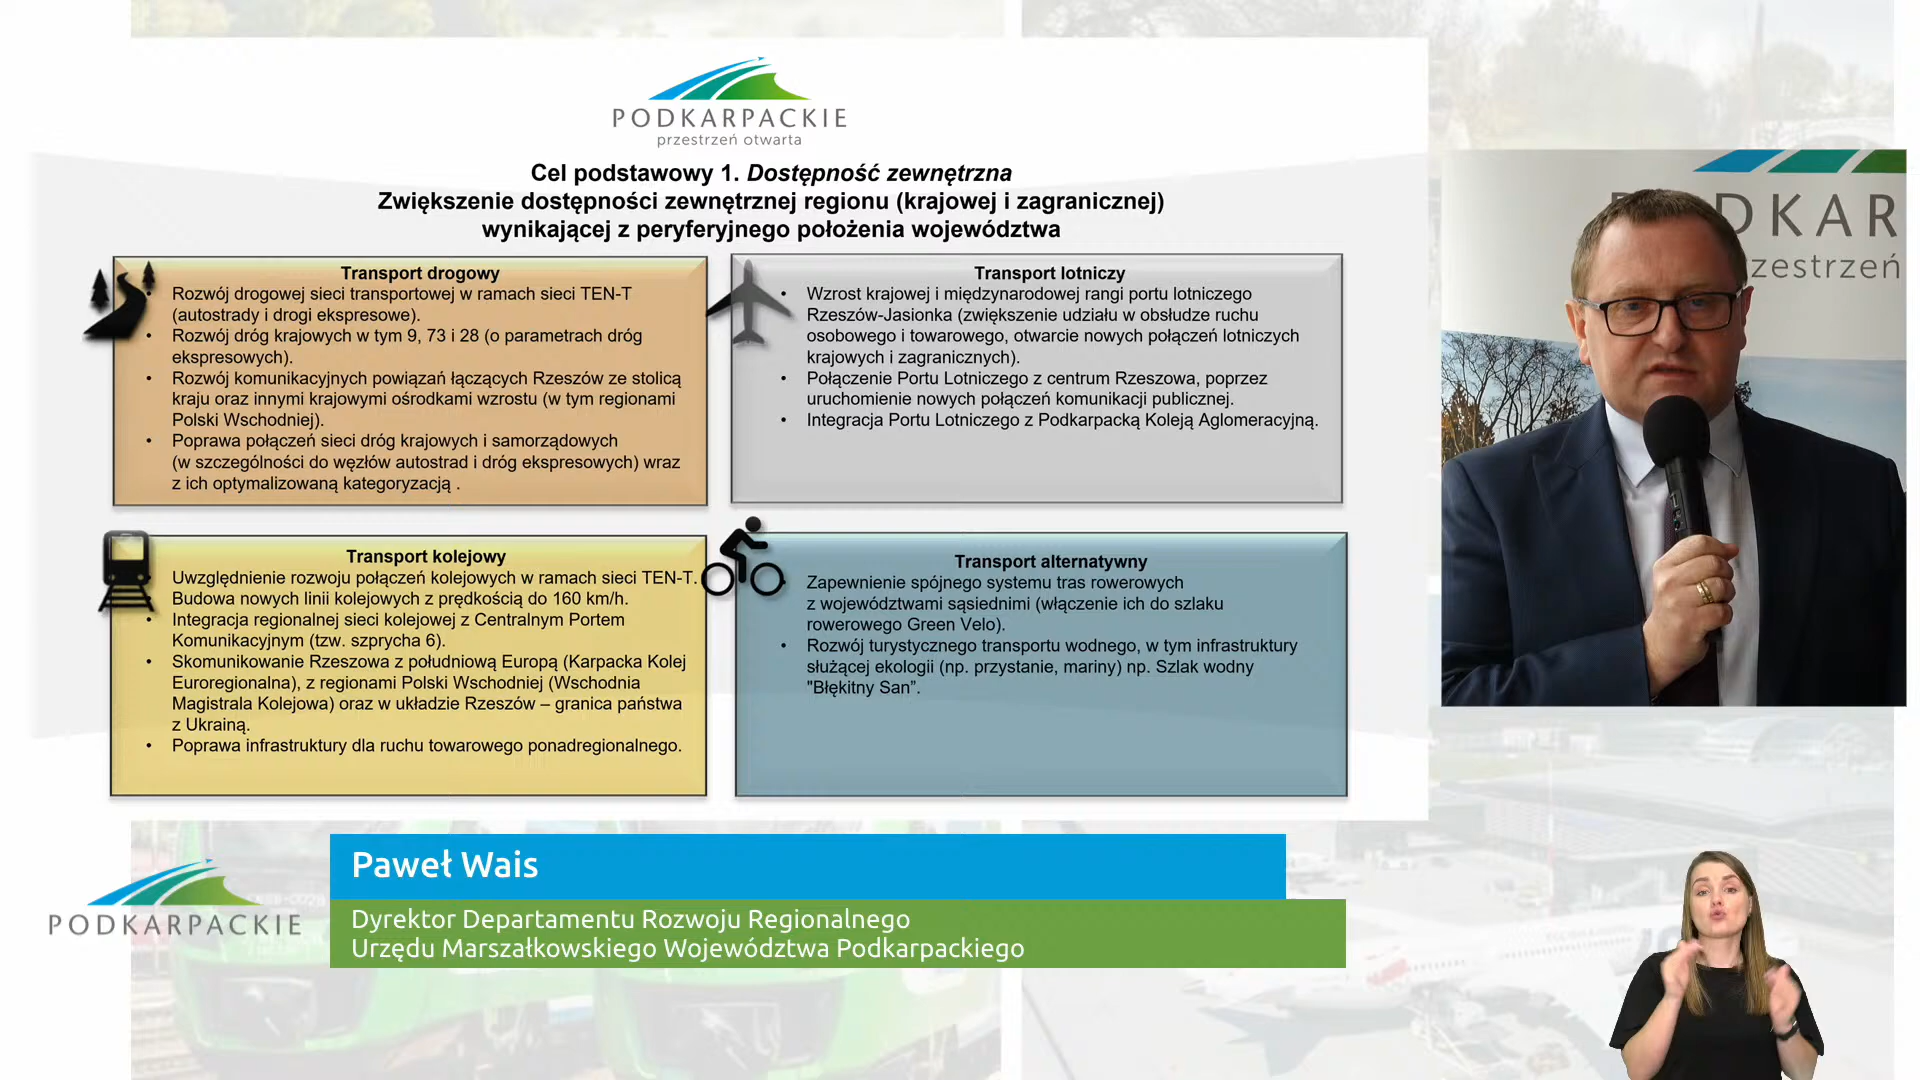 PODKARPACKIE
przestrzeń otwarta
Cel podstawowy 1. Dostępność zewnętrzna
Zwiększenie dostępności zewnętrznej regionu (krajowej i zagranicznej)
wynikającej z peryferyjnego położenia województwa
Transport drogowy
• Rozwój drogowej sieci transportowej w ramach sieci TEN-T
(autostrady i drogi ekspresowe).
• Rozwój dróg krajowych w tym 9, 73 i 28 (o parametrach dróg
ekspresowych).
• Rozwój komunikacyjnych powiązań łączących Rzeszów ze stolicą
kraju oraz innymi krajowymi ośrodkami wzrostu (w tym regionami
Polski Wschodniej).
• Poprawa połączeń sieci dróg krajowych i samorządowych
(w szczególności do węzłów autostrad i dróg ekspresowych) wraz
z ich optymalizowaną kategoryzacją .
Transport lotniczy
• Wzrost krajowej i międzynarodowej rangi portu lotniczego
Rzeszów-Jasionka (zwiększenie udziału w obsłudze ruchu
osobowego i towarowego, otwarcie nowych połączeń lotniczych
krajowych i zagranicznych).
• Połączenie Portu Lotniczego z centrum Rzeszowa, poprzez
uruchomienie nowych połączeń komunikacji publicznej.
• Integracja Portu Lotniczego z Podkarpacką Koleją Aglomeracyjną.
Transport kolejowy
Uwzględnienie rozwoju połączeń kolejowych w ramach sieci TEN-T.
Budowa nowych linii kolejowych z prędkością do 160 km/h.
• Integracja regionalnej sieci kolejowej z Centralnym Portem
Komunikacyjnym (tzw. szprycha 6).
• Skomunikowanie Rzeszowa z południową Europą (Karpacka Kolej
Euroregionalna), z regionami Polski Wschodniej (Wschodnia
Magistrala Kolejowa) oraz w układzie Rzeszów – granica państwa
z Ukrainą.
• Poprawa infrastruktury dla ruchu towarowego ponadregionalnego.
Transport alternatywny
• Zapewnienie spójnego systemu tras rowerowych
z województwami sąsiednimi (włączenie ich do szlaku
rowerowego Green Velo).
• Rozwój turystycznego transportu wodnego, w tym infrastruktury
służącej ekologii (np. przystanie, mariny) np. Szlak wodny
"Błękitny San”.
DKAR
zestrzeń
PODKARPACKIE
Paweł Wais
Dyrektor Departamentu Rozwoju Regionalnego
Urzędu Marszałkowskiego Województwa Podkarpackiego